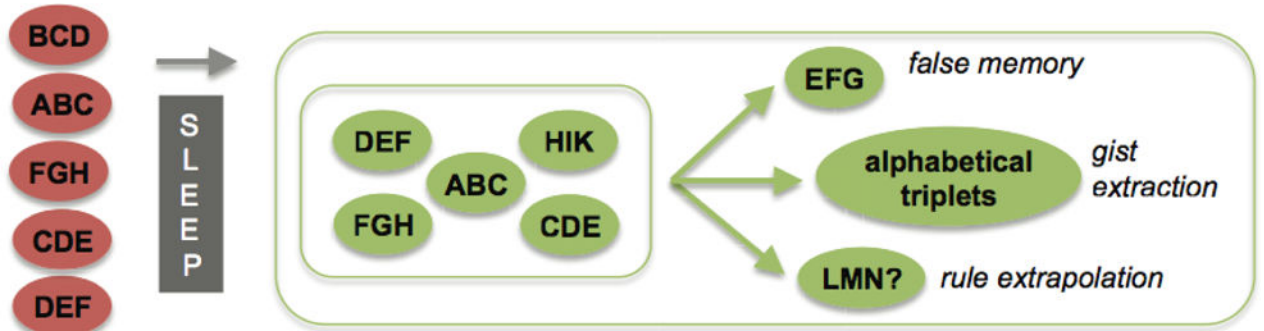 BCD
ABC
FGH
CDE
DEF
S
L
E
E
P
DEF
HIK
ABC
FGH
CDE
EFG
false memory
alphabetical
triplets
gist
extraction
LMN?
rule extrapolation